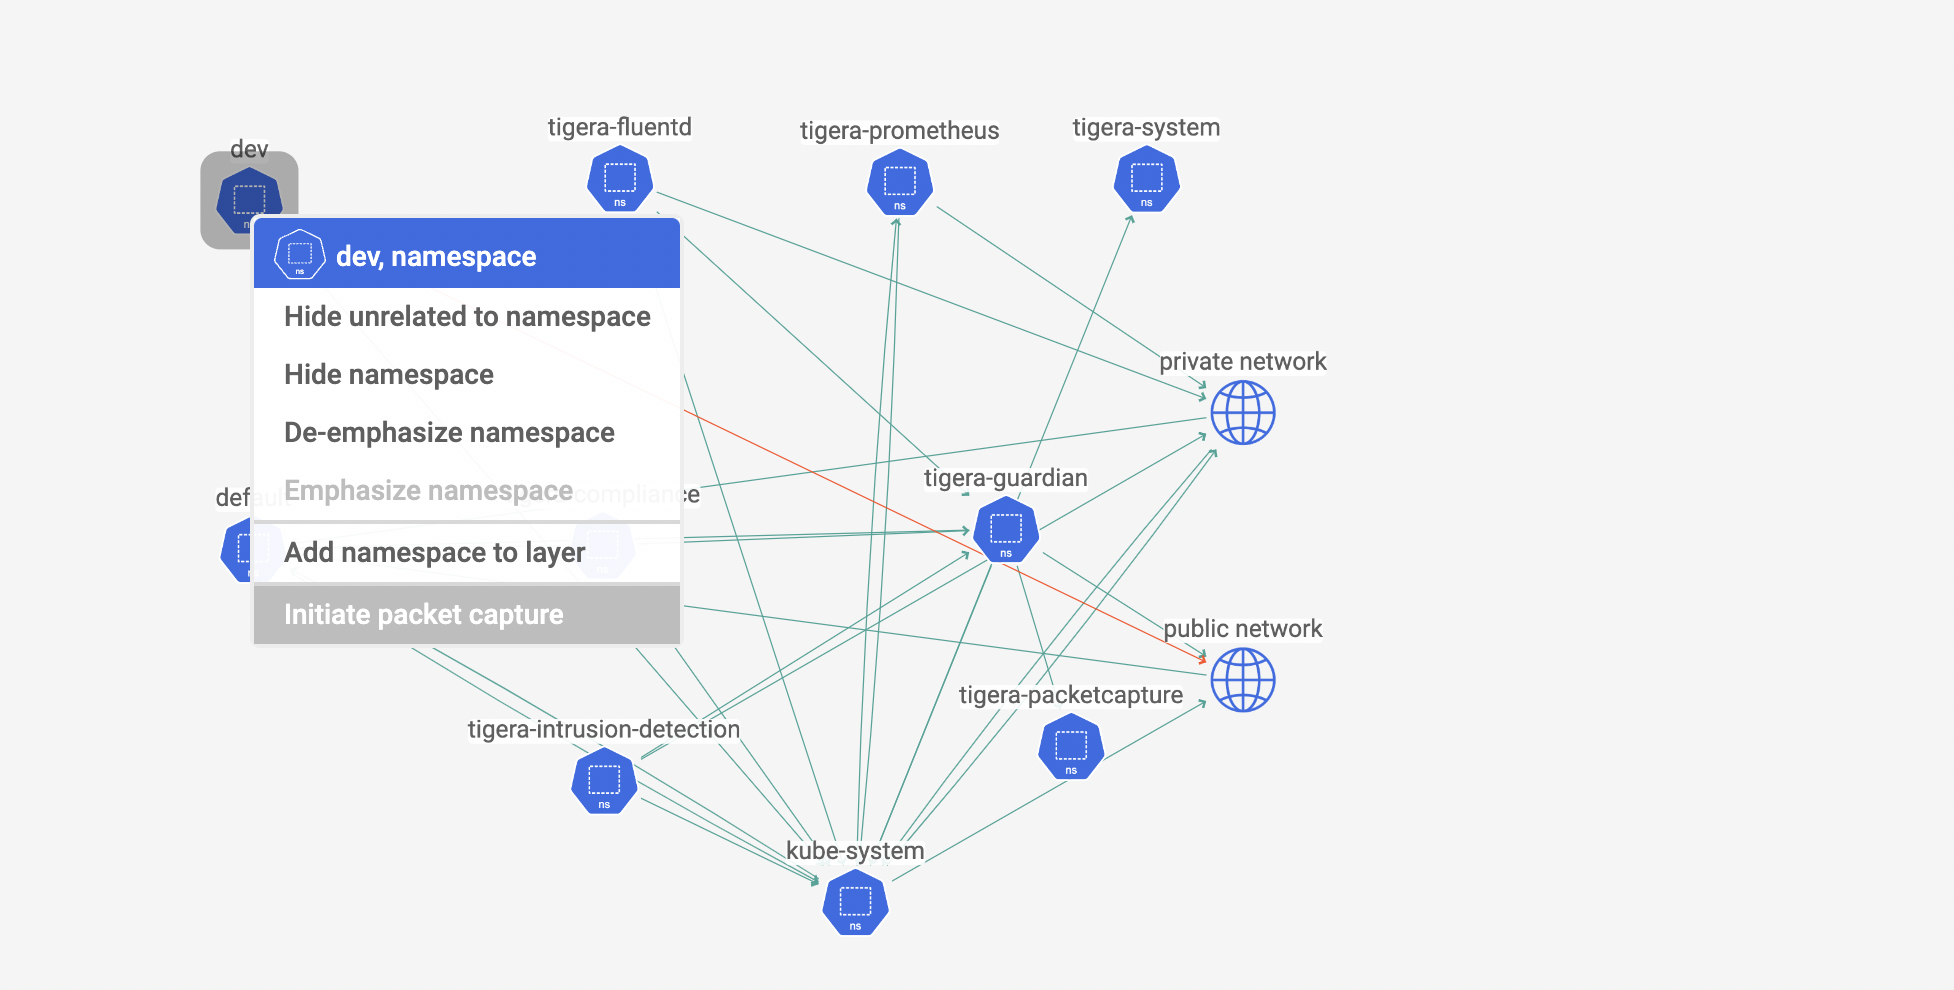 tigera-fluentd
tigera-prometheus
tigera-system
dev
ns
ns
ns
ns
dev, namespace
Hide unrelated to namespace
Hide namespace
private network
De-emphasize namespace
tigera-guardian
Emphasize namespace
default
compliance
Add namespace to layer
ns
ns
Initiate packet capture
public network
tigera-packetcapture
tigera-intrusion-detection
ns
ns
kube-system
ns